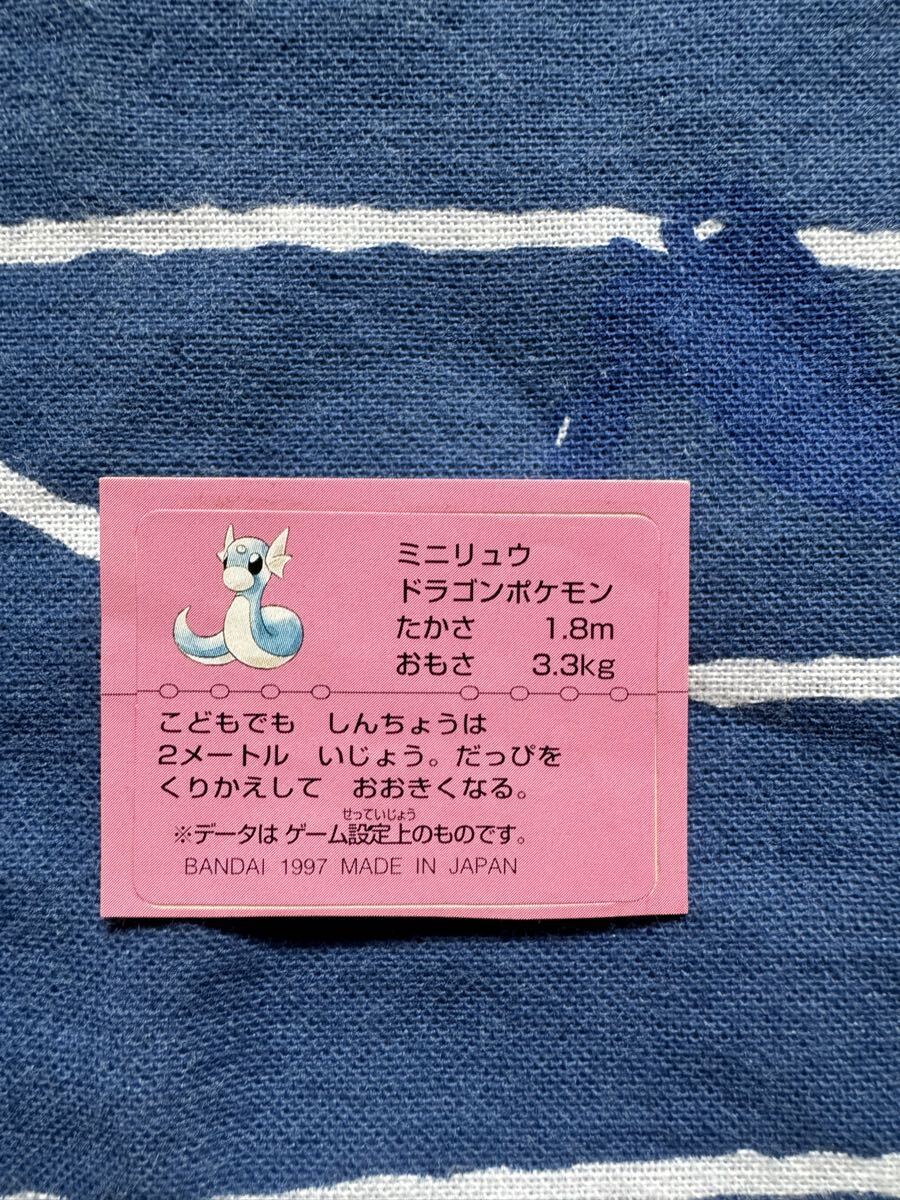 ミニリュウ
ドラゴンポケモン
たかさ 1.8m
おもさ 3.3kg
こどもでも しんちょうは
2メートル いじょう。だっぴを
くりかえして おおきくなる。
せっていじょう
※データは ゲーム設定上のものです。
BANDAI 1997 MADE IN JAPAN